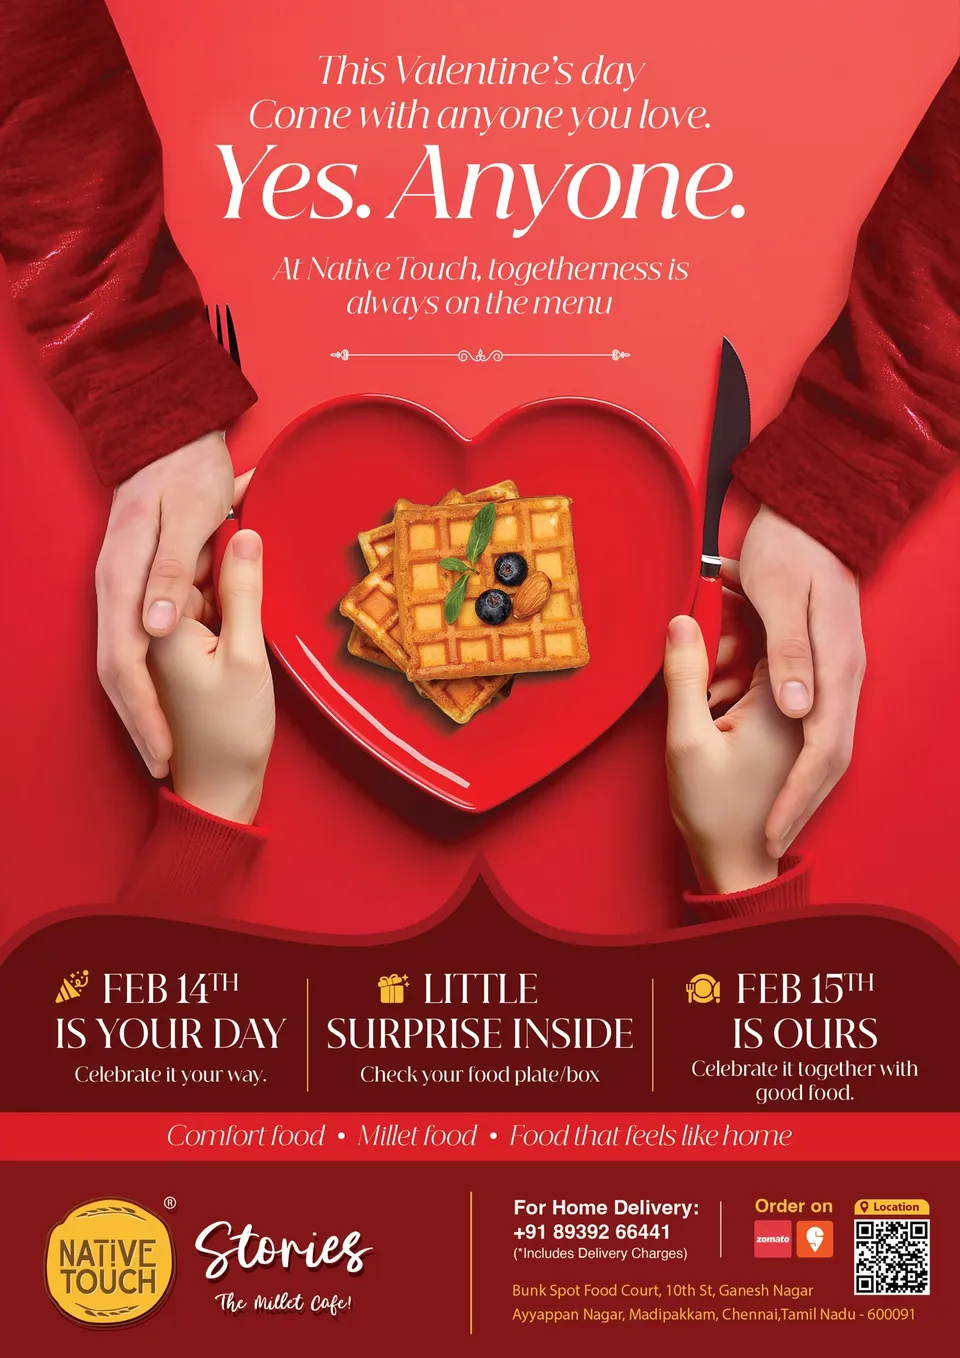 This Valentine's day
Come with anyone you love.
Yes. Anyone.
At Native Touch, togetherness is
always on the menu
FEB 14TH
IS YOUR DAY
Celebrate it your way.
LITTLE
SURPRISE INSIDE
Check your food plate/box
FEB 15TH
IS OURS
Celebrate it together with
good food.
Comfort food • Millet food • Food that feels like home
NATIVE
TOUCH
®
Stories
The Millet Cafe!
For Home Delivery:
+91 89392 66441
(*Includes Delivery Charges)
Order on
zomato
Location
Bunk Spot Food Court, 10th St, Ganesh Nagar
Ayyappan Nagar, Madipakkam, Chennai,Tamil Nadu - 600091